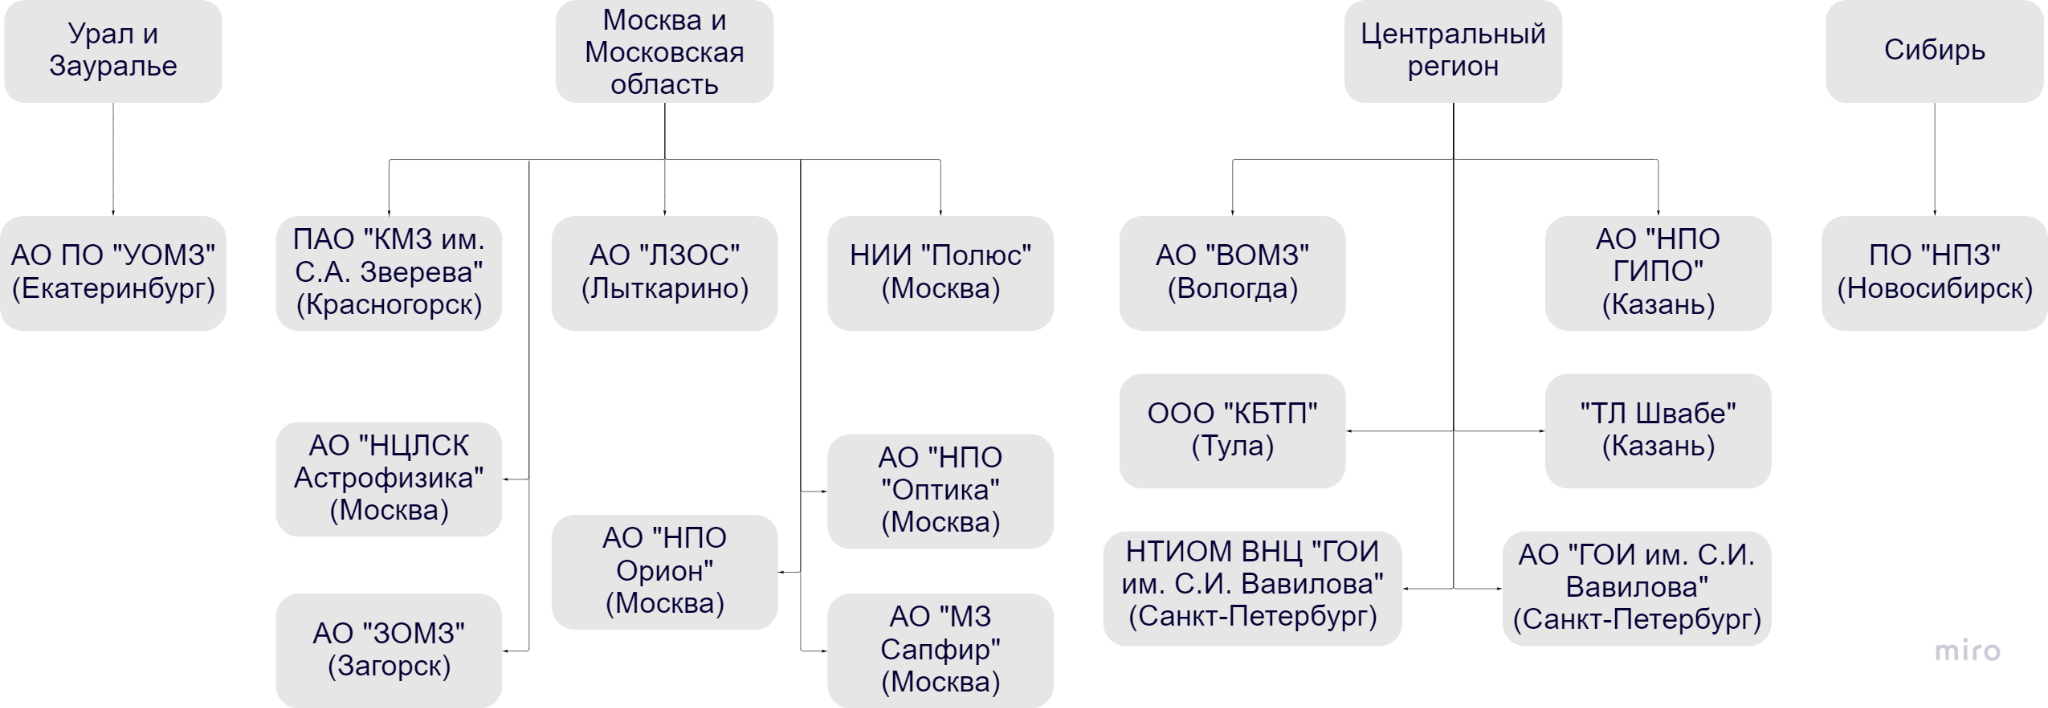 Урал и
Зауралье
Москва и
Московская
область
Центральный
регион
Сибирь
АО ПО "УОМЗ"
(Екатеринбург)
ПАО "КМЗ им.
С.А. Зверева"
(Красногорск)
АО "ЛЗОС"
(Лыткарино)
НИИ "Полюс"
(Москва)
АО "ВОМЗ"
(Вологда)
АО "НПО
ГИПО"
(Казань)
ПО "НПЗ"
(Новосибирск)
АО "НЦЛСК
Астрофизика"
(Москва)
АО "НПО
"Оптика"
(Москва)
ООО "КБТП"
(Тула)
"ТЛ Швабе"
(Казань)
АО "НПО
Орион"
(Москва)
АО "ЗОМЗ"
(Загорск)
АО "МЗ
Сапфир"
(Москва)
НТИОМ ВНЦ "ГОИ
им. С.И. Вавилова"
(Санкт-Петербург)
АО "ГОИ им. С.И.
Вавилова"
(Санкт-Петербург)
miro